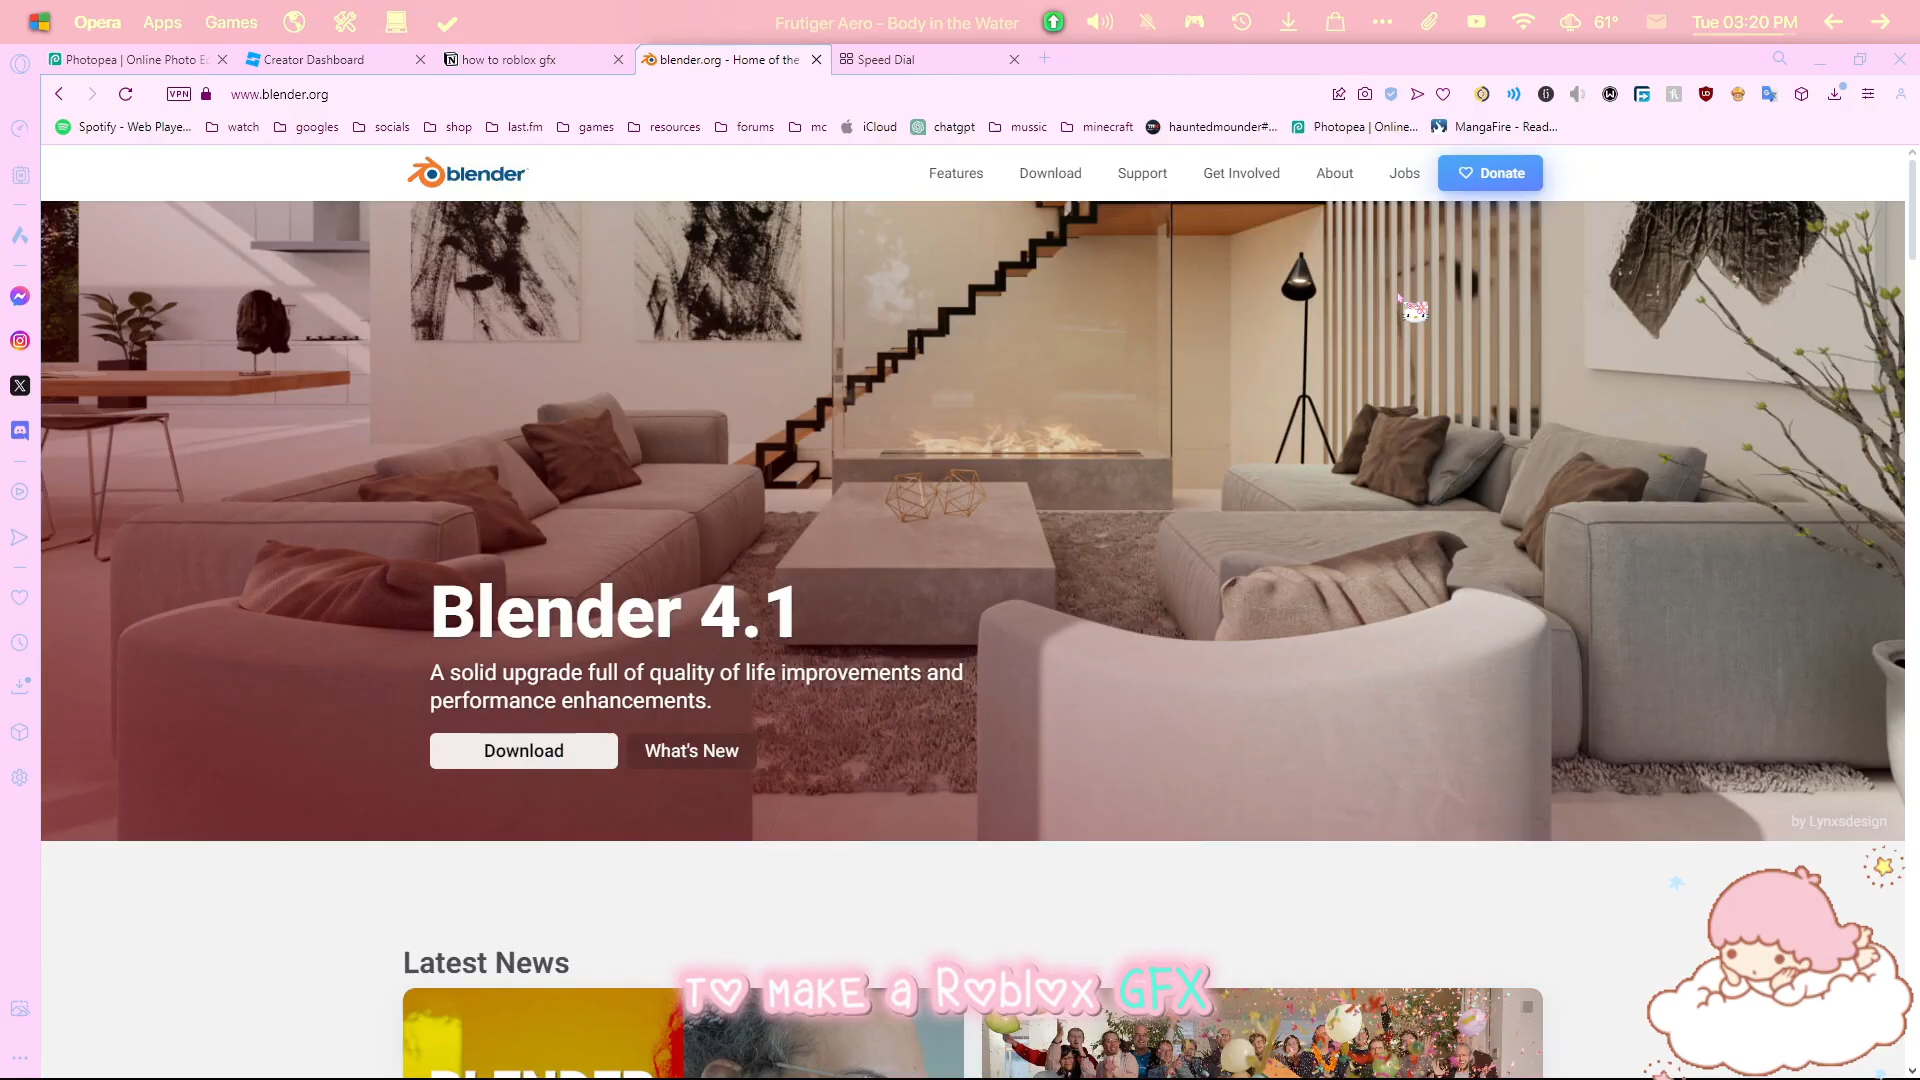 Opera Apps Games Frutiger Aero - Body in the Water 61° Tue 03:20 PM
Photopea | Online Photo Ed Creator Dashboard how to roblox gfx blender.org - Home of the Speed Dial
VPN www.blender.org
Spotify - Web Playe... watch googles socials shop last.fm games resources forums mc iCloud chatgpt mussic minecraft hauntedmounder#... Photopea | Online... MangaFire - Read...
blender Features Download Support Get Involved About Jobs Donate
Blender 4.1
A solid upgrade full of quality of life improvements and
performance enhancements.
Download What's New
by Lynxsdesign
Latest News
To make a Roblox GFX